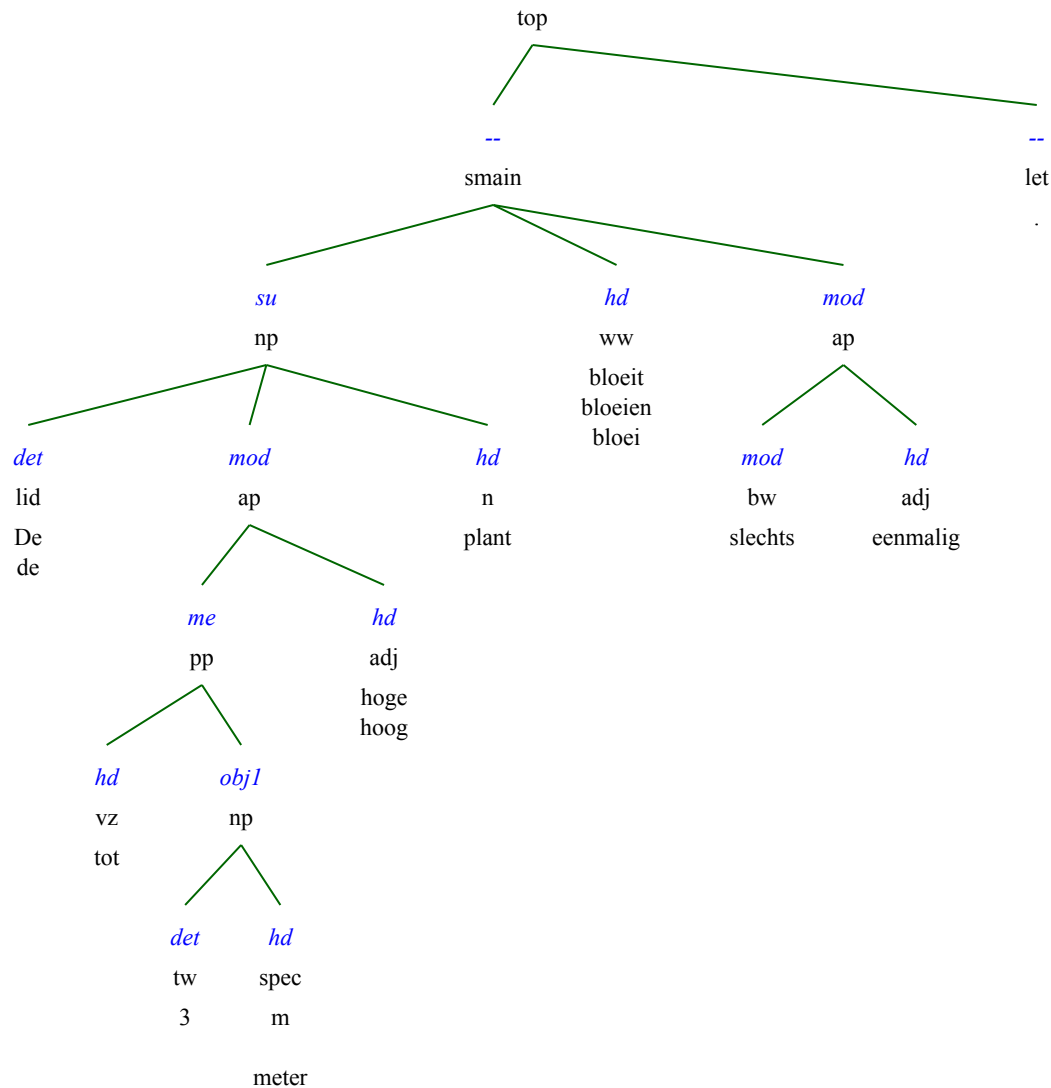 top
-- --
smain let
.
su hd mod
np ww ap
bloeit
bloeien
bloei
det mod hd mod hd
lid ap n bw adj
De plant slechts eenmalig
de
me hd
pp adj
hoge
hoog
hd obj1
vz np
tot
det hd
tw spec
3 m
meter